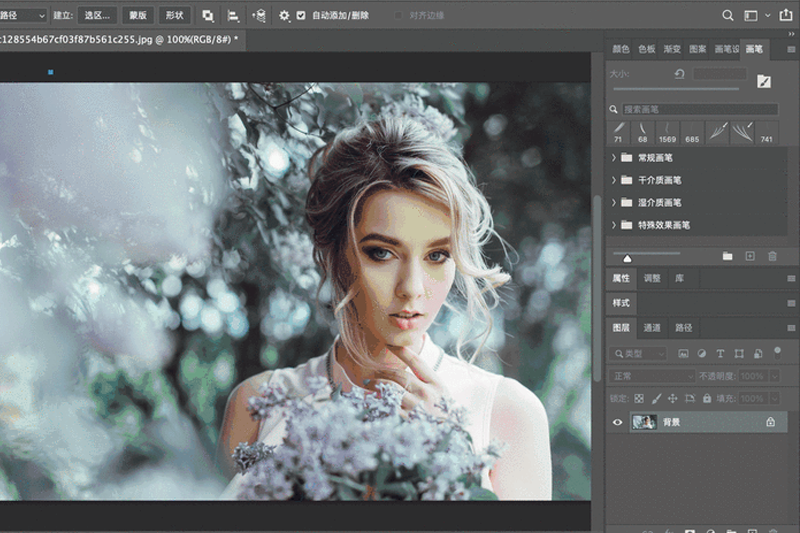 路径 建立: 选区... 蒙版 形状 自动添加/删除 对齐边缘
:128554b67cf03f87b561c255.jpg @ 100%(RGB/8#) *
颜色 色板 渐变 图案 画笔设 画笔
大小:
搜索画笔
71 68 1569 685 741
常规画笔
干介质画笔
湿介质画笔
特殊效果画笔
属性 调整 库
样式
图层 通道 路径
类型
正常 不透明度: 100%
锁定: 填充: 100%
背景